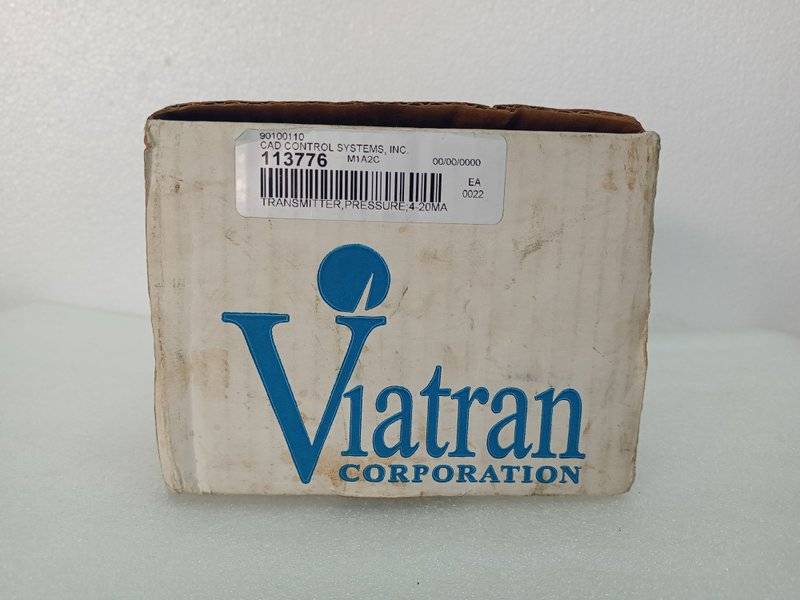 90100110
CAD CONTROL SYSTEMS, INC.
113776 M1A2C 00/00/0000
EA
0022
TRANSMITTER,PRESSURE;4-20MA
Viatran
CORPORATION